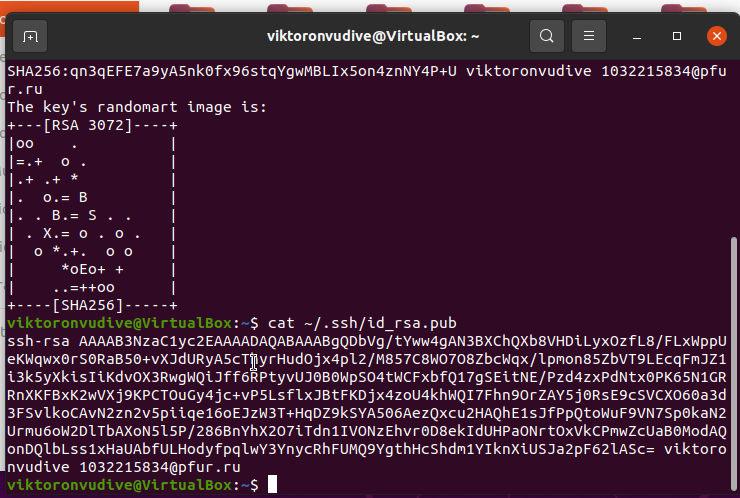 viktoronvudive@VirtualBox: ~
SHA256:qn3qEFE7a9yA5nk0fx96stqYgwMBLIx5on4znNY4P+U viktoronvudive 1032215834@pfu
r.ru
The key's randomart image is:
+---[RSA 3072]----+
|oo    .          |
|=.+  o .         |
|.+ .+ *          |
|.  o.= B         |
|. . B.= S . .    |
| . X.= o . o .   |
|  o *.+.  o o    |
|     *oEo+ +     |
|    ..=++oo      |
+----[SHA256]-----+
viktoronvudive@VirtualBox:~$ cat ~/.ssh/id_rsa.pub
ssh-rsa AAAAB3NzaC1yc2EAAAADAQABAAABgQDbVg/tYww4gAN3BXChQXb8VHDiLyxOzfL8/FLxWppU
eKWqwx0rS0RaB50+vXJdURyA5cT yrHudOjx4pl2/M857C8WO7O8ZbcWqx/lpmon85ZbVT9LEcqFmJZ1
i3k5yXkisIiKdvOX3RwgWQiJff6RPtyvUJ0B0WpSO4tWCFxbfQ17gSEitNE/Pzd4zxPdNtx0PK65N1GR
RnXKFBxK2wVXj9KPCTOuGy4jc+vP5LsflxJBtFKDjx4zoU4khWQI7Fhn9OrZAY5j0RsE9cSVCXO60a3d
3FSvlkoCAvN2zn2v5piiqe16oEJzW3T+HqDZ9kSYA506AezQxcu2HAQhE1sJfPpQtoWuF9VN7Sp0kaN2
Urmu6oW2DlTbAXoN5l5P/286BnYhX2O7iTdn1IVONzEhvr0D8ekIdUHPaONrtOxVkCPmwZcUaB0ModAQ
onDQlbLss1xHaUAbfULHodyfpqlwY3YnycRhFUMQ9YgthHcShdm1YIknXiUSJa2pF62lASc= viktoro
nvudive 1032215834@pfur.ru
viktoronvudive@VirtualBox:~$